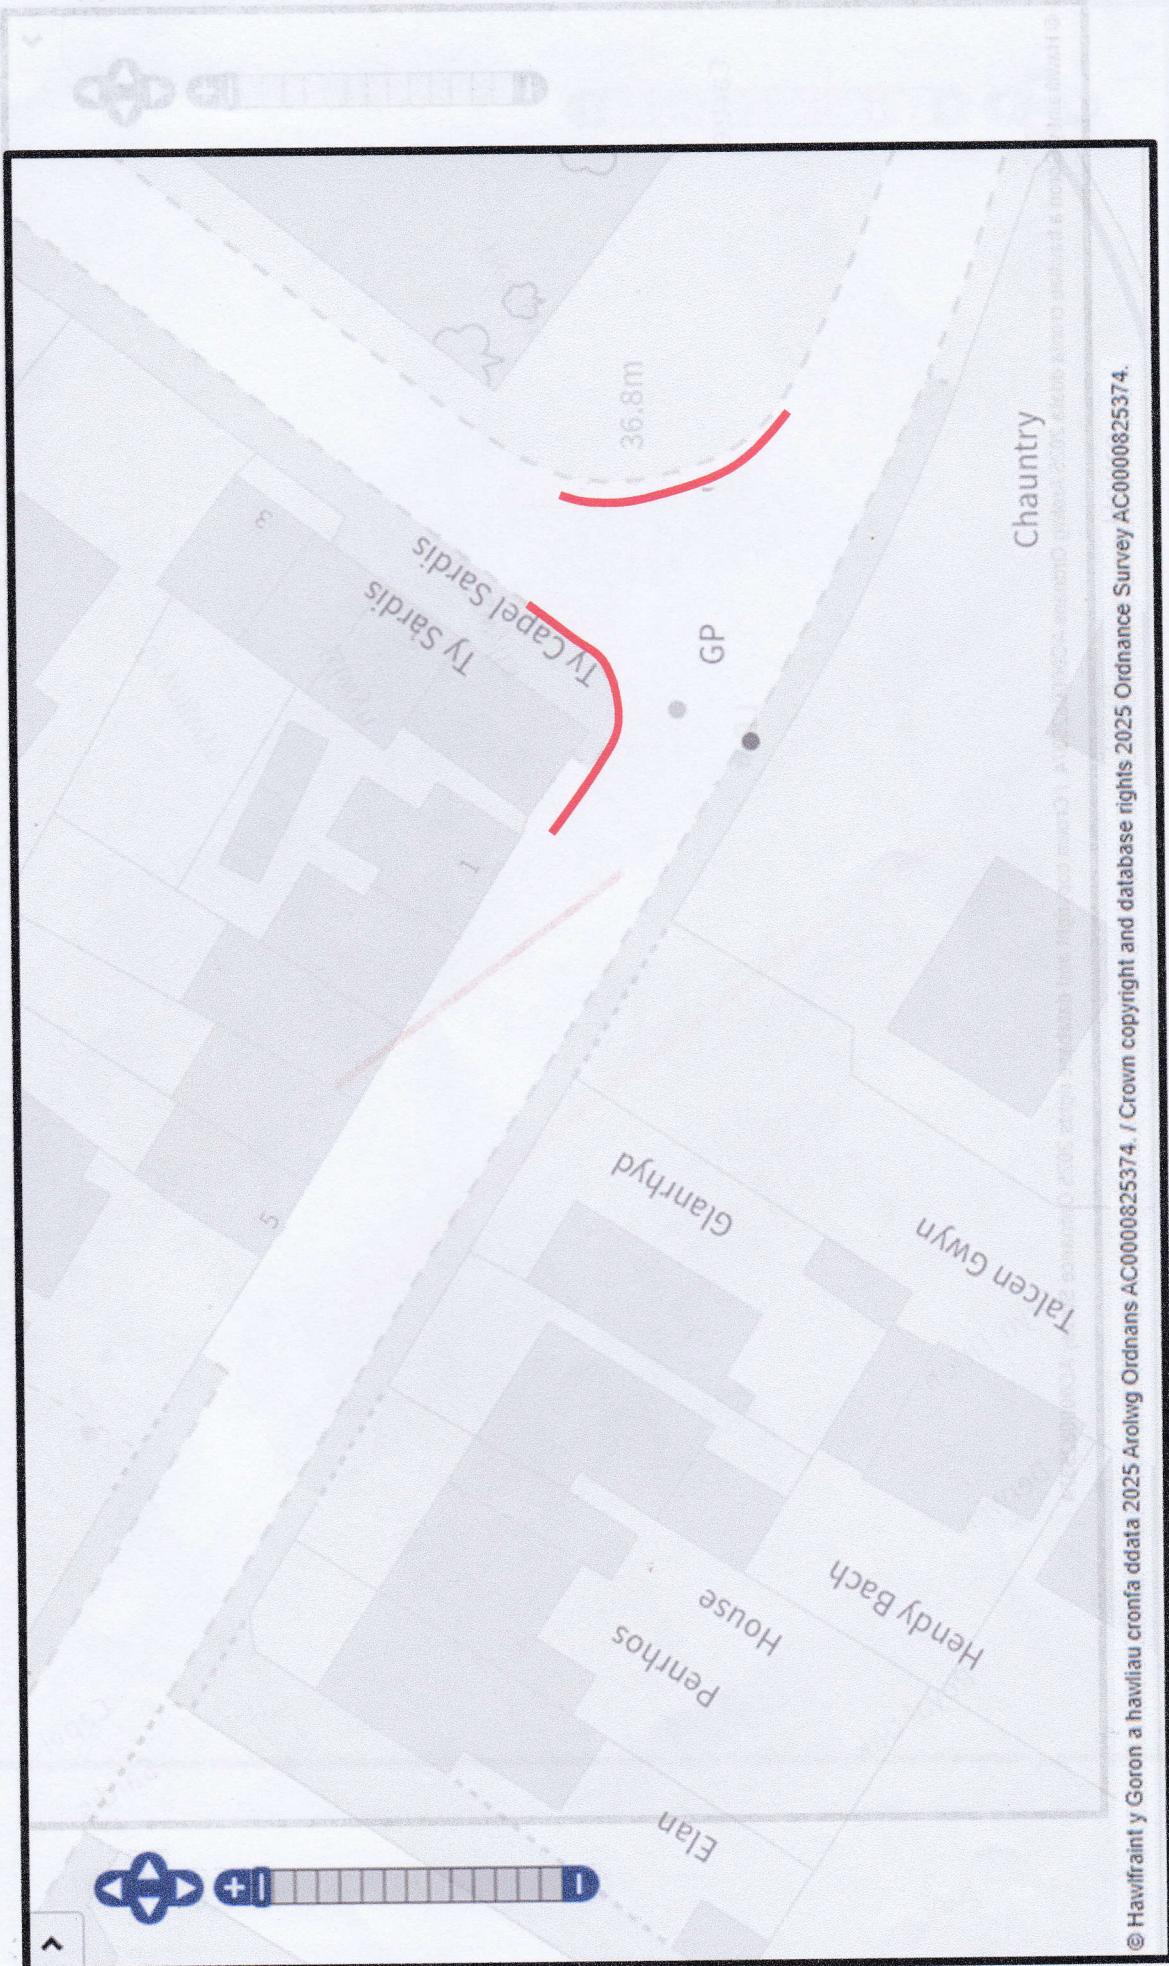 36.8m
3
Ty Capel Sardis
Ty Sardis
GP
1
Chauntry
5
Glanrhyd
Talcen Gwyn
Penrhos
House
Hendy Bach
Elan
© Hawlfraint y Goron a hawliau cronfa ddata 2025 Arolwg Ordnans AC0000825374. / Crown copyright and database rights 2025 Ordnance Survey AC0000825374.